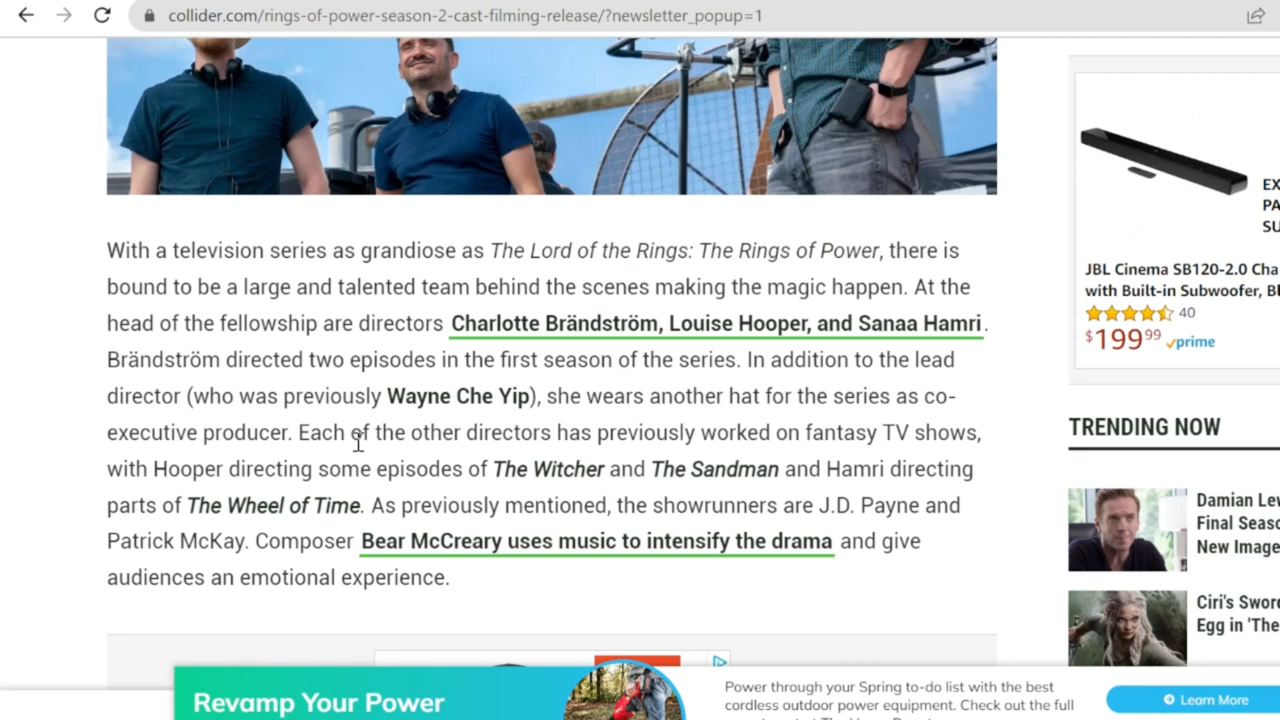 collider.com/rings-of-power-season-2-cast-filming-release/?newsletter_popup=1
With a television series as grandiose as The Lord of the Rings: The Rings of Power, there is
bound to be a large and talented team behind the scenes making the magic happen. At the
head of the fellowship are directors Charlotte Brändström, Louise Hooper, and Sanaa Hamri.
Brändström directed two episodes in the first season of the series. In addition to the lead
director (who was previously Wayne Che Yip), she wears another hat for the series as co-
executive producer. Each of the other directors has previously worked on fantasy TV shows,
with Hooper directing some episodes of The Witcher and The Sandman and Hamri directing
parts of The Wheel of Time. As previously mentioned, the showrunners are J.D. Payne and
Patrick McKay. Composer Bear McCreary uses music to intensify the drama and give
audiences an emotional experience.
EX
PA
SU
JBL Cinema SB120-2.0 Cha
with Built-in Subwoofer, Bl
40
$199.99 prime
TRENDING NOW
Damian Lew
Final Seaso
New Image
Ciri's Swor
Egg in 'The
Revamp Your Power
Power through your Spring to-do list with the best
cordless outdoor power equipment. Check out the full
Learn More